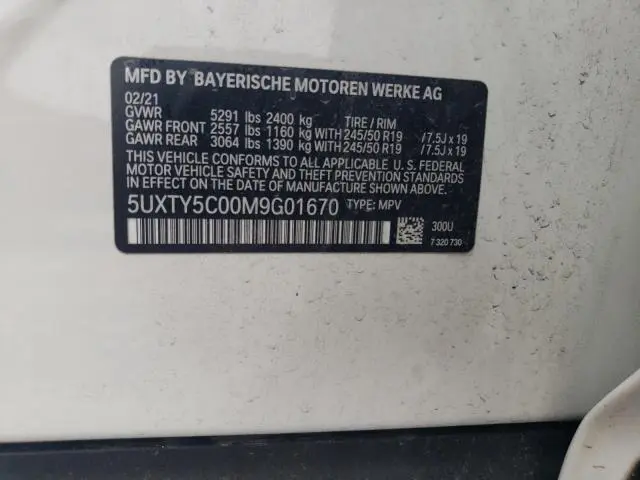 MFD BY BAYERISCHE MOTOREN WERKE AG
02/21
GVWR 5291 lbs 2400 kg TIRE / RIM
GAWR FRONT 2557 lbs 1160 kg WITH 245/50 R19 /7.5J x 19
GAWR REAR 3064 lbs 1390 kg WITH 245/50 R19 /7.5J x 19
THIS VEHICLE CONFORMS TO ALL APPLICABLE U. S. FEDERAL
MOTOR VEHICLE SAFETY, BUMPER, AND THEFT PREVENTION
STANDARDS IN EFFECT ON THE DATE OF MANUFACTURE SHOWN ABOVE.
5UXTY5C00M9G01670 TYPE: MPV
300U
7 320 730